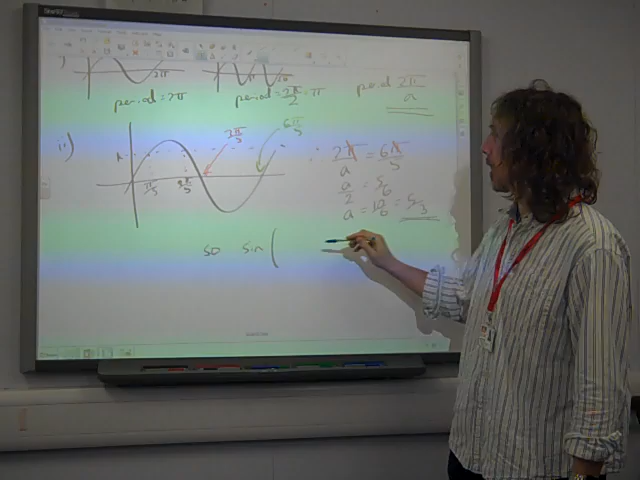 2π 2π
period = 2π period = 2π/2 = π period 2π/a
ii)
k
3π/5 6π/5
π/5 2π/5
∴ 2π/a = 6π/5
a/2 = 5/6
a = 10/6 = 5/3
so sin(